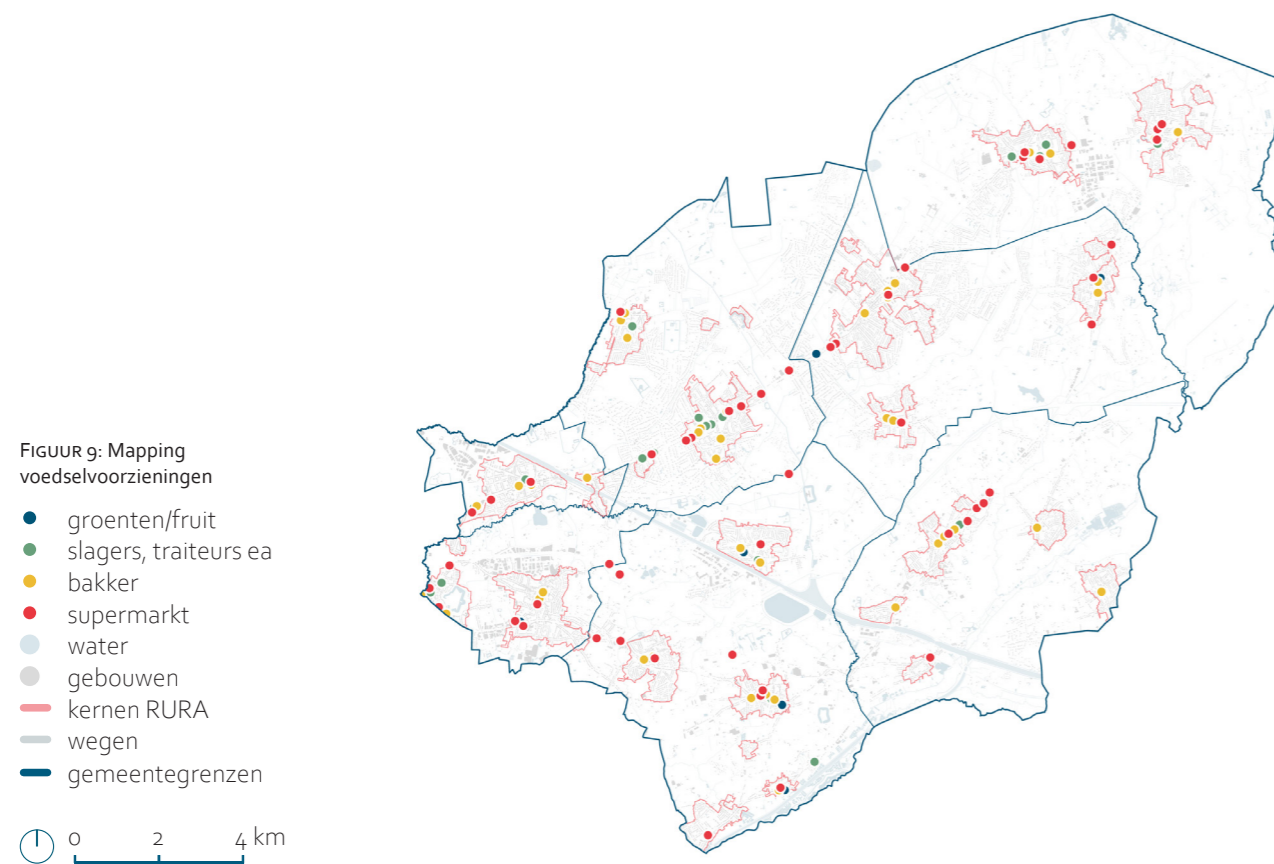 FIGUUR 9: Mapping
voedselvoorzieningen
groenten/fruit
slagers, traiteurs ea
bakker
supermarkt
water
gebouwen
kernen RURA
wegen
gemeentegrenzen
0 2 4 km